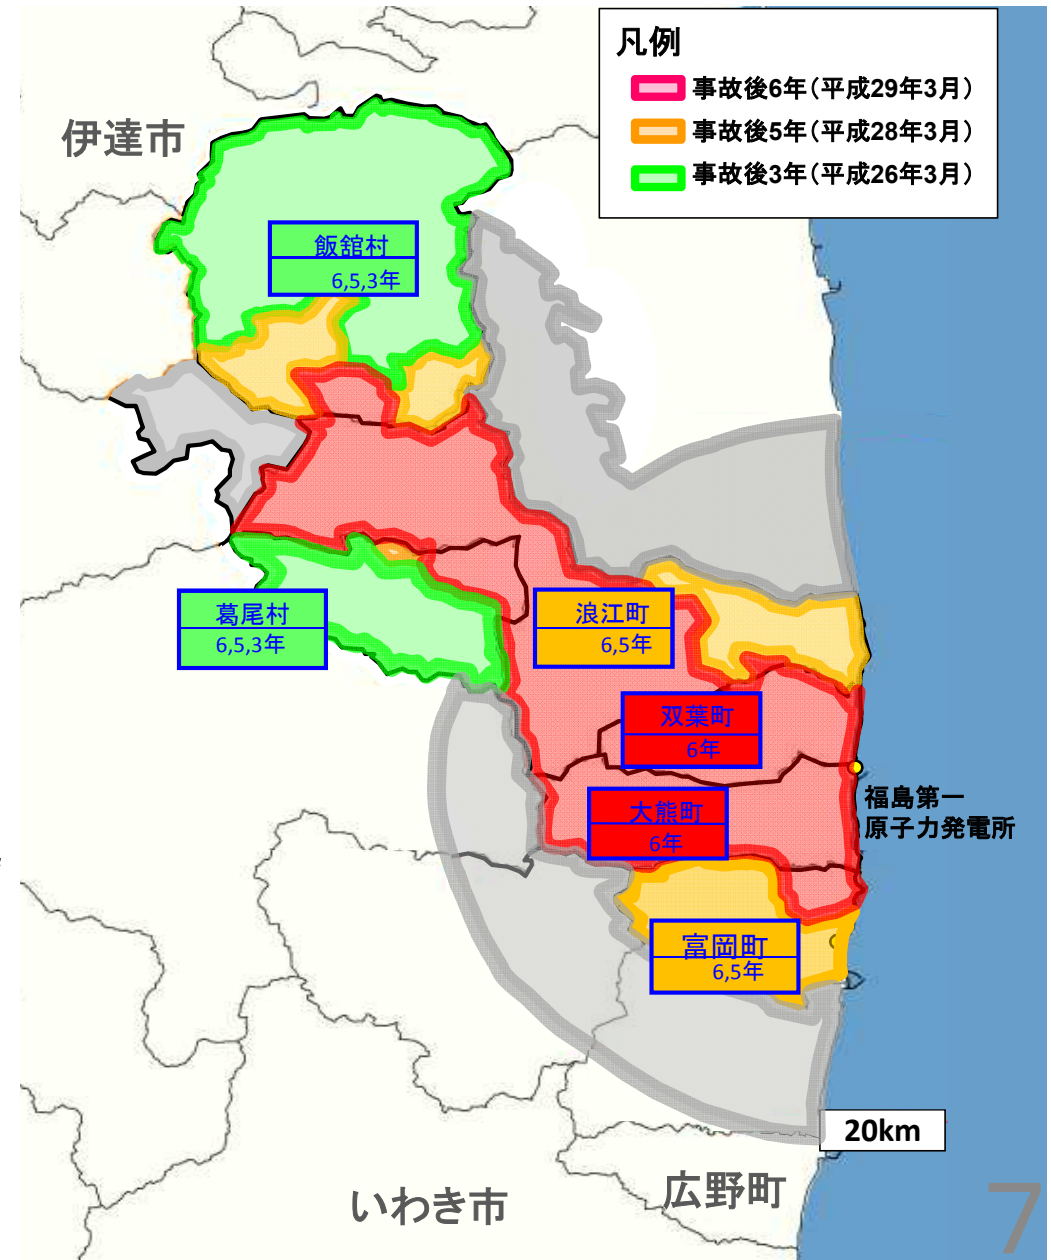 凡例
事故後6年（平成29年3月）
事故後5年（平成28年3月）
事故後3年（平成26年3月）
伊達市
飯舘村
6,5,3年
葛尾村
6,5,3年
浪江町
6,5年
双葉町
6年
大熊町
6年
福島第一
原子力発電所
富岡町
6,5年
20km
広野町
いわき市
7